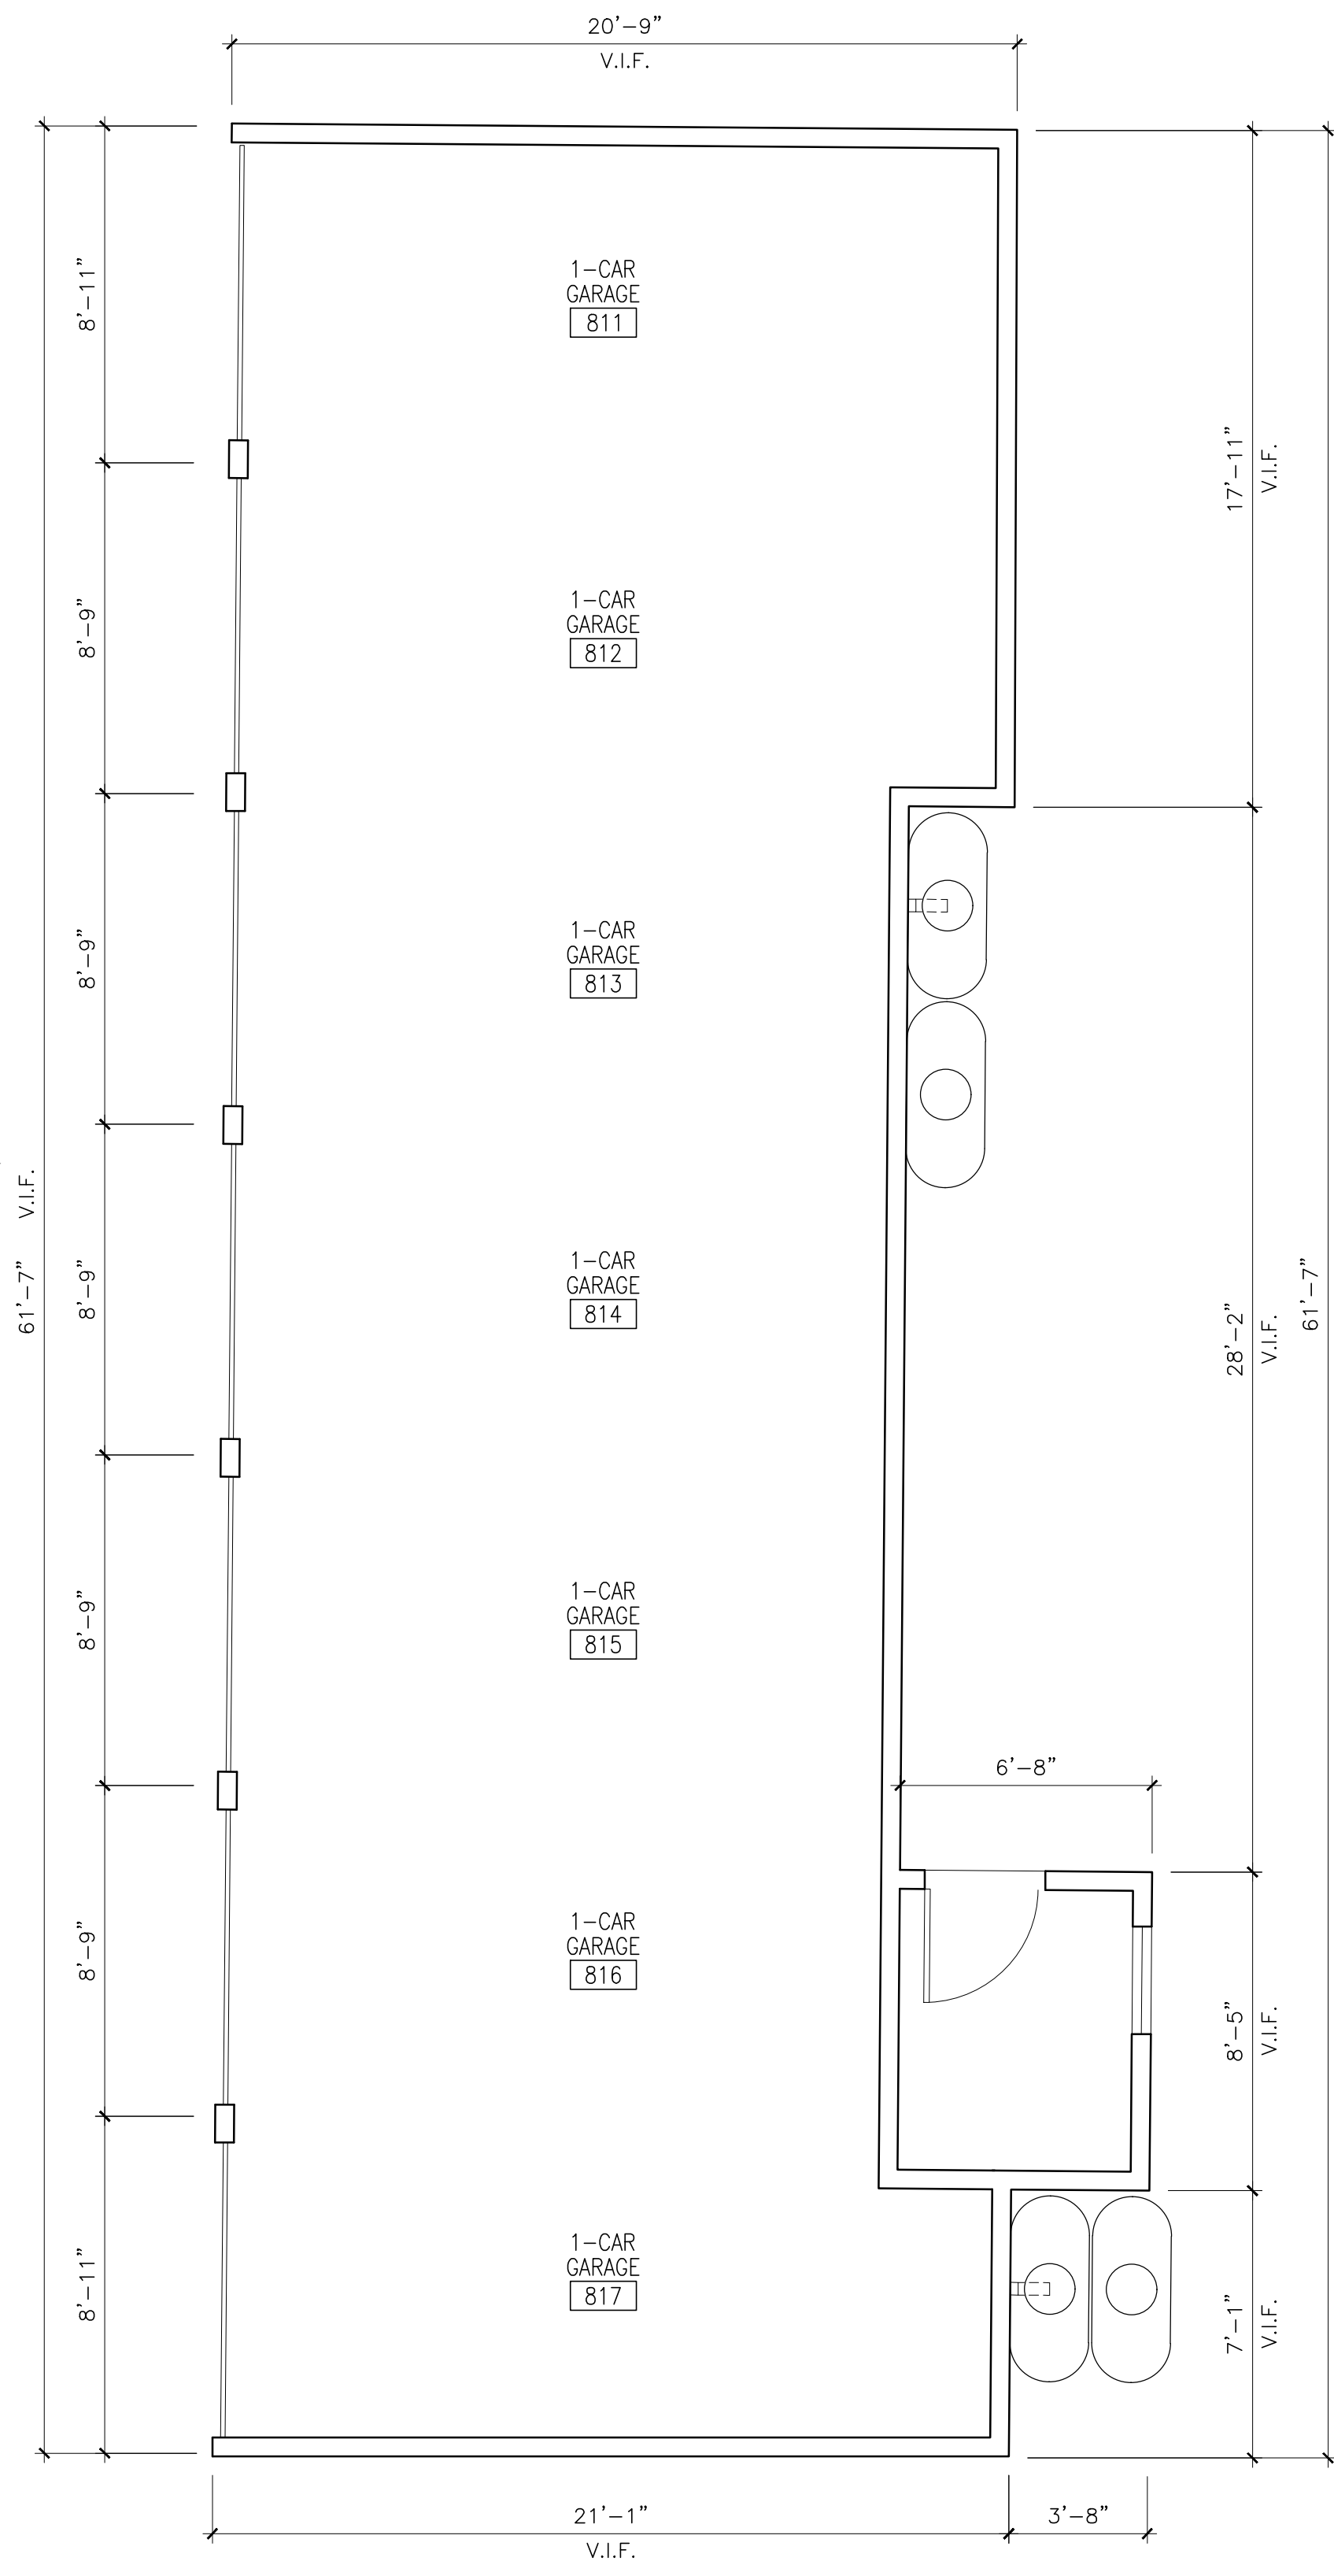 20'-9"
V.I.F.
8'-11"
8'-9"
8'-9"
8'-9"
8'-9"
8'-9"
8'-11"
61'-7" V.I.F.
1-CAR
GARAGE
811
1-CAR
GARAGE
812
1-CAR
GARAGE
813
1-CAR
GARAGE
814
1-CAR
GARAGE
815
1-CAR
GARAGE
816
1-CAR
GARAGE
817
17'-11"
V.I.F.
28'-2"
V.I.F.
61'-7"
6'-8"
8'-5"
V.I.F.
7'-1"
V.I.F.
21'-1"
V.I.F.
3'-8"